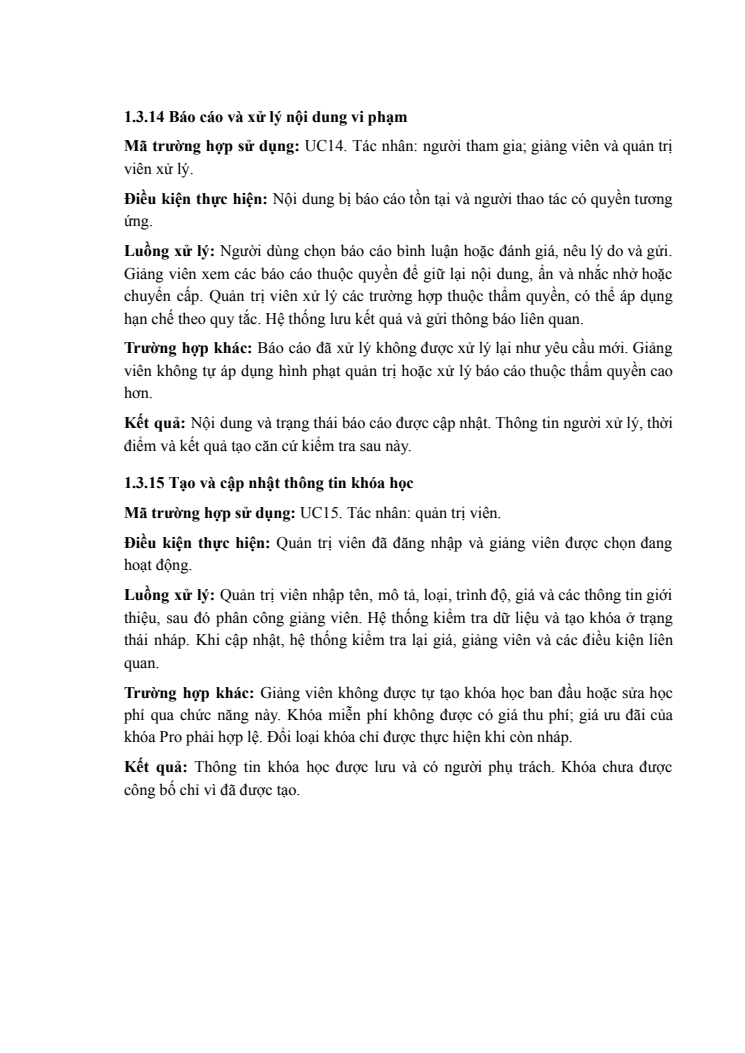 1.3.14 Báo cáo và xử lý nội dung vi phạm
Mã trường hợp sử dụng: UC14. Tác nhân: người tham gia; giảng viên và quản trị
viên xử lý.
Điều kiện thực hiện: Nội dung bị báo cáo tồn tại và người thao tác có quyền tương
ứng.
Luồng xử lý: Người dùng chọn báo cáo bình luận hoặc đánh giá, nêu lý do và gửi.
Giảng viên xem các báo cáo thuộc quyền để giữ lại nội dung, ẩn và nhắc nhở hoặc
chuyển cấp. Quản trị viên xử lý các trường hợp thuộc thẩm quyền, có thể áp dụng
hạn chế theo quy tắc. Hệ thống lưu kết quả và gửi thông báo liên quan.
Trường hợp khác: Báo cáo đã xử lý không được xử lý lại như yêu cầu mới. Giảng
viên không tự áp dụng hình phạt quản trị hoặc xử lý báo cáo thuộc thẩm quyền cao
hơn.
Kết quả: Nội dung và trạng thái báo cáo được cập nhật. Thông tin người xử lý, thời
điểm và kết quả tạo căn cứ kiểm tra sau này.
1.3.15 Tạo và cập nhật thông tin khóa học
Mã trường hợp sử dụng: UC15. Tác nhân: quản trị viên.
Điều kiện thực hiện: Quản trị viên đã đăng nhập và giảng viên được chọn đang
hoạt động.
Luồng xử lý: Quản trị viên nhập tên, mô tả, loại, trình độ, giá và các thông tin giới
thiệu, sau đó phân công giảng viên. Hệ thống kiểm tra dữ liệu và tạo khóa ở trạng
thái nháp. Khi cập nhật, hệ thống kiểm tra lại giá, giảng viên và các điều kiện liên
quan.
Trường hợp khác: Giảng viên không được tự tạo khóa học ban đầu hoặc sửa học
phí qua chức năng này. Khóa miễn phí không được có giá thu phí; giá ưu đãi của
khóa Pro phải hợp lệ. Đổi loại khóa chỉ được thực hiện khi còn nháp.
Kết quả: Thông tin khóa học được lưu và có người phụ trách. Khóa chưa được
công bố chỉ vì đã được tạo.